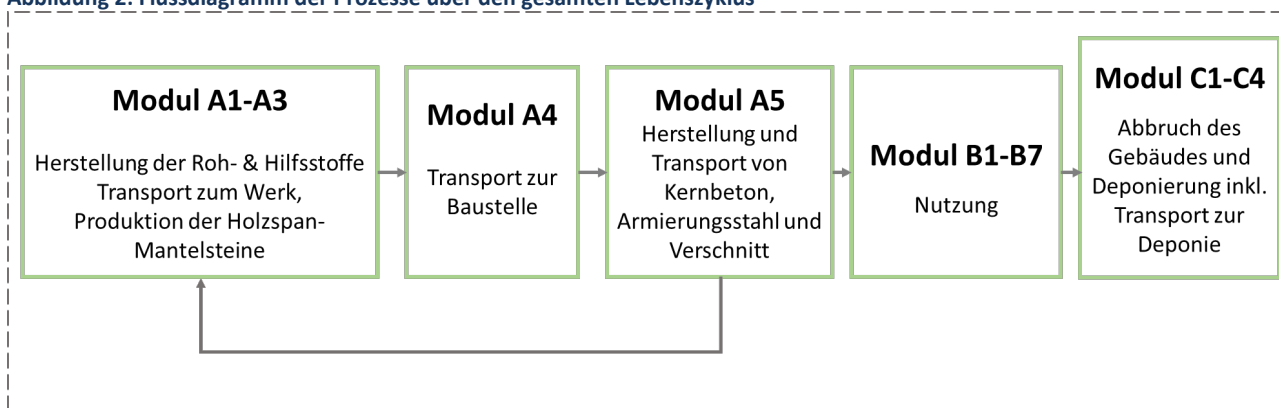 Abbildung 2: Flussdiagramm der Prozesse über den gesamten Lebenszyklus
Modul A1-A3
Herstellung der Roh- & Hilfsstoffe
Transport zum Werk,
Produktion der Holzspan-
Mantelsteine
Modul A4
Transport zur
Baustelle
Modul A5
Herstellung und
Transport von
Kernbeton,
Armierungsstahl und
Verschnitt
Modul B1-B7
Nutzung
Modul C1-C4
Abbruch des
Gebäudes und
Deponierung inkl.
Transport zur
Deponie